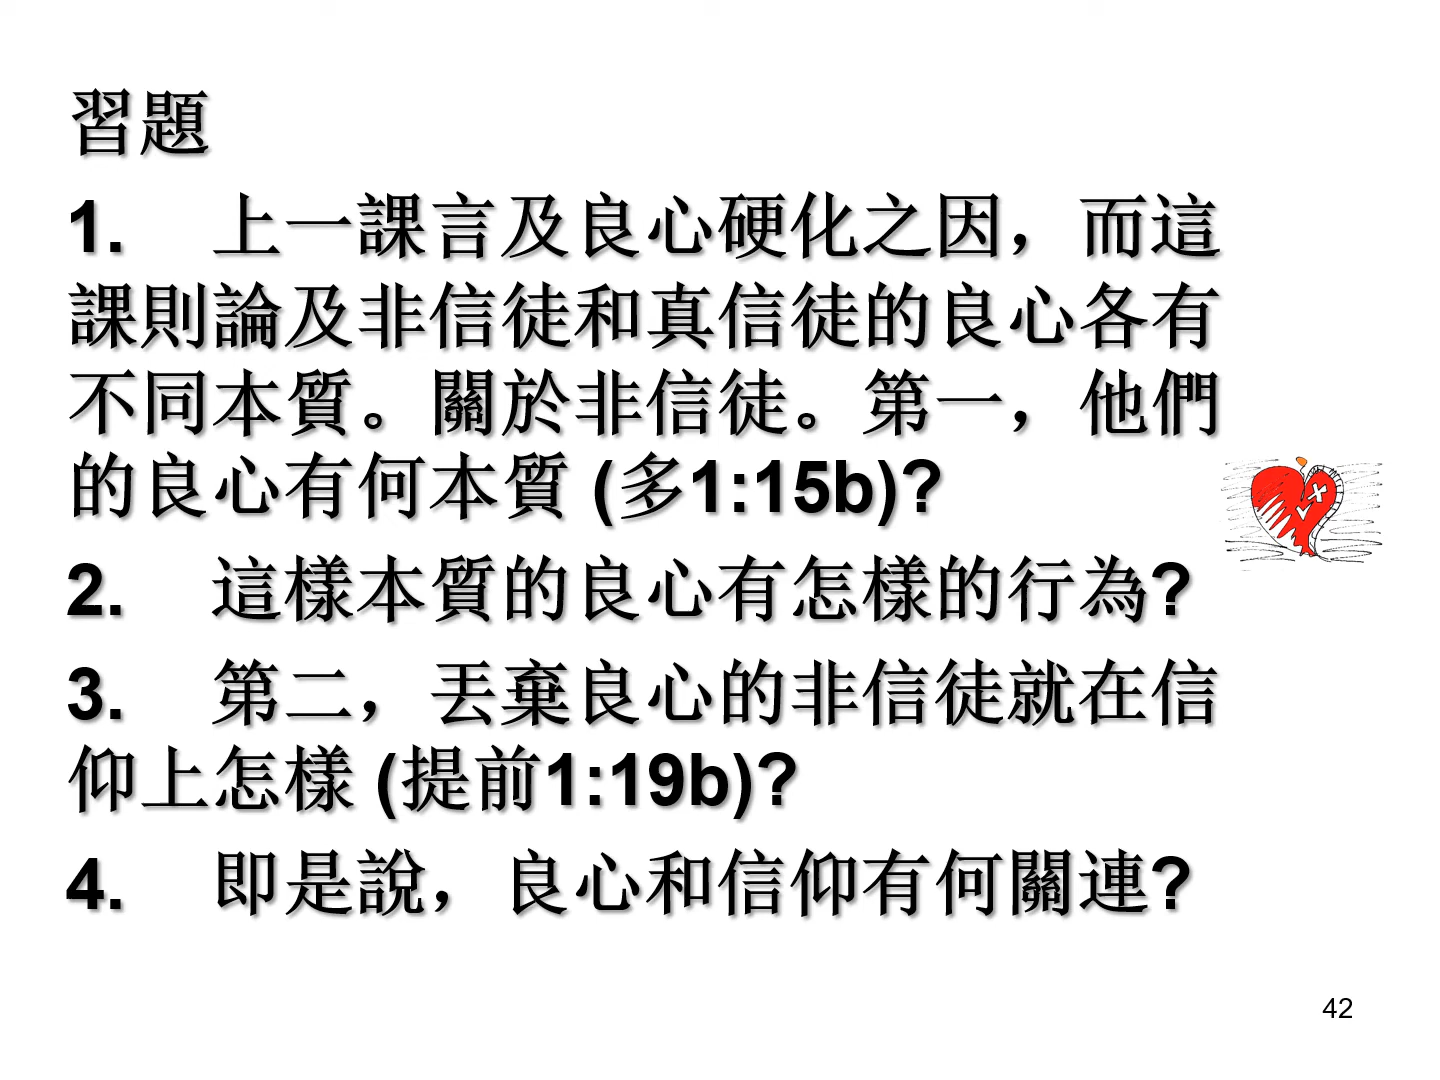 習題
1. 上一課言及良心硬化之因，而這
課則論及非信徒和真信徒的良心各有
不同本質。關於非信徒。第一，他們
的良心有何本質 (多1:15b)?
2. 這樣本質的良心有怎樣的行為?
3. 第二，丟棄良心的非信徒就在信
仰上怎樣 (提前1:19b)?
4. 即是說，良心和信仰有何關連?
42